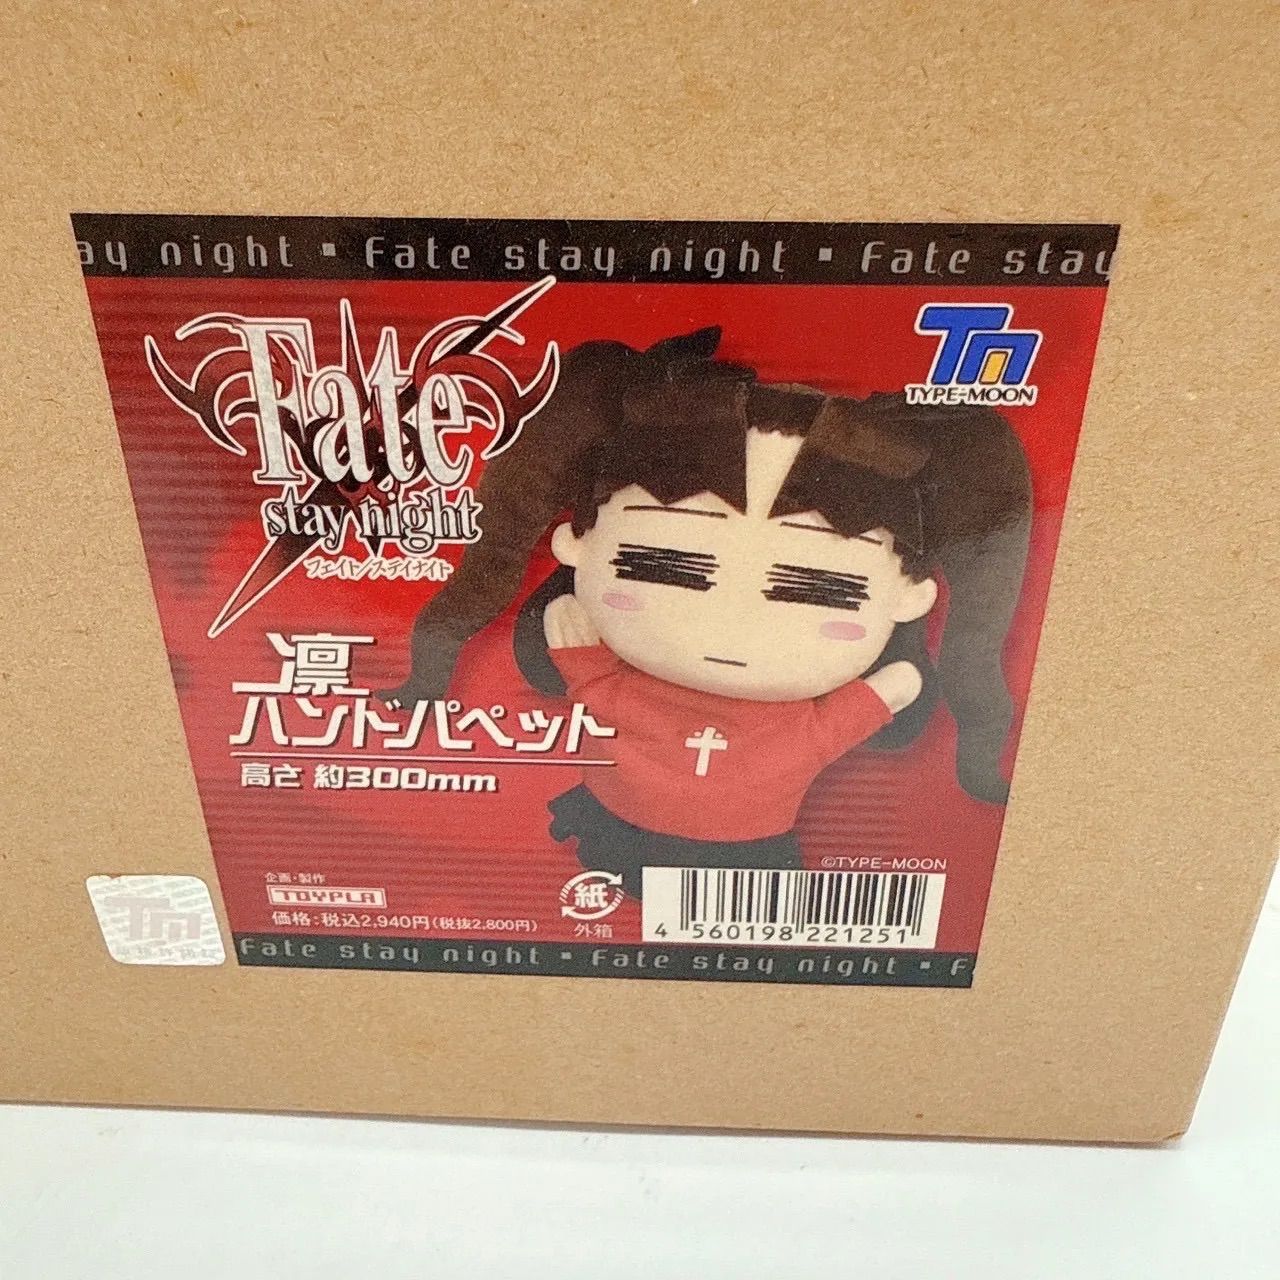 ay night ▪ Fate stay night ▪ Fate stay
Fate
stay night
フェイト/ステイナイト
TM
TYPE-MOON
凛
ハンドパペット
高さ 約300mm
©TYPE-MOON
企画・製作
TOYPLA
価格:税込2,940円(税抜2,800円)
紙
外箱
4 560198 221251
Fate stay night ▪ Fate stay night ▪ F
TM